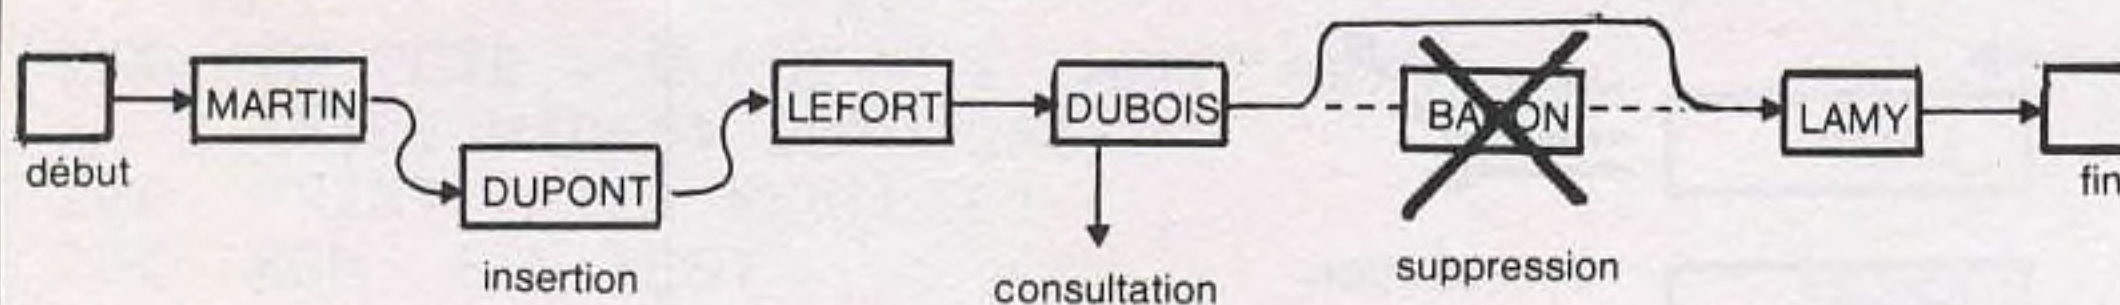 MARTIN
LEFORT
DUBOIS
LAMY
début
DUPONT
fin
insertion
consultation
suppression